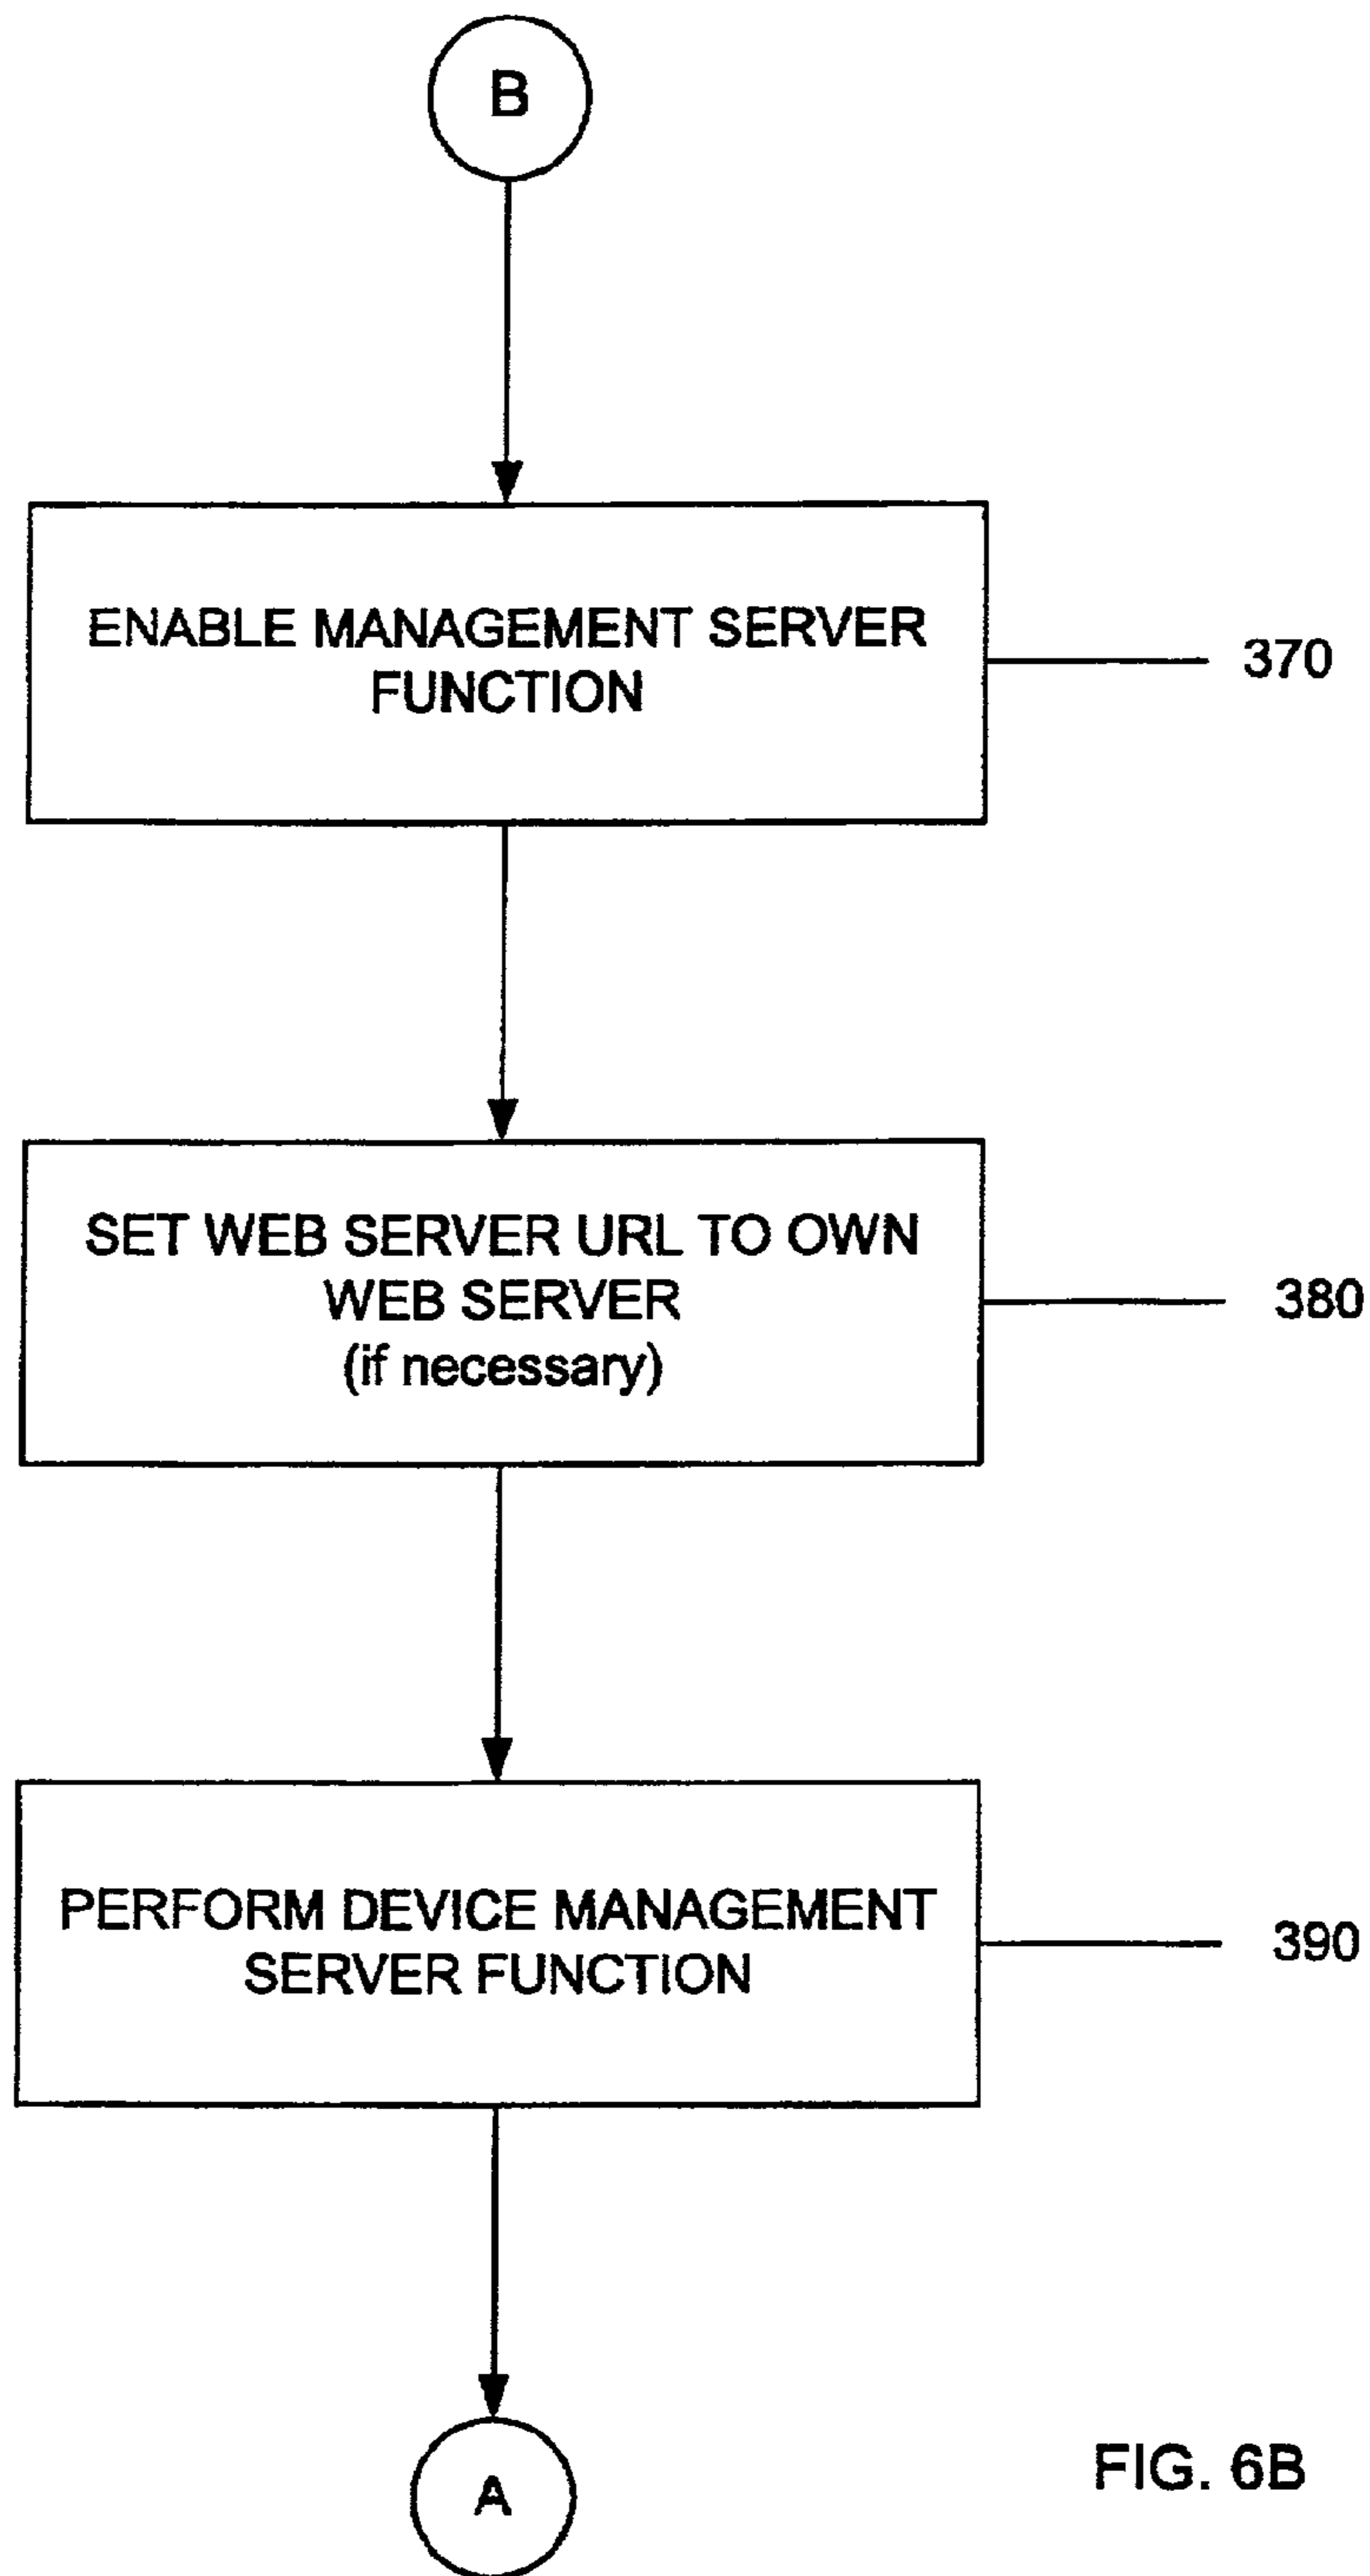 B
ENABLE MANAGEMENT SERVER
FUNCTION
370
SET WEB SERVER URL TO OWN
WEB SERVER
(if necessary)
380
PERFORM DEVICE MANAGEMENT
SERVER FUNCTION
390
A
FIG. 6B